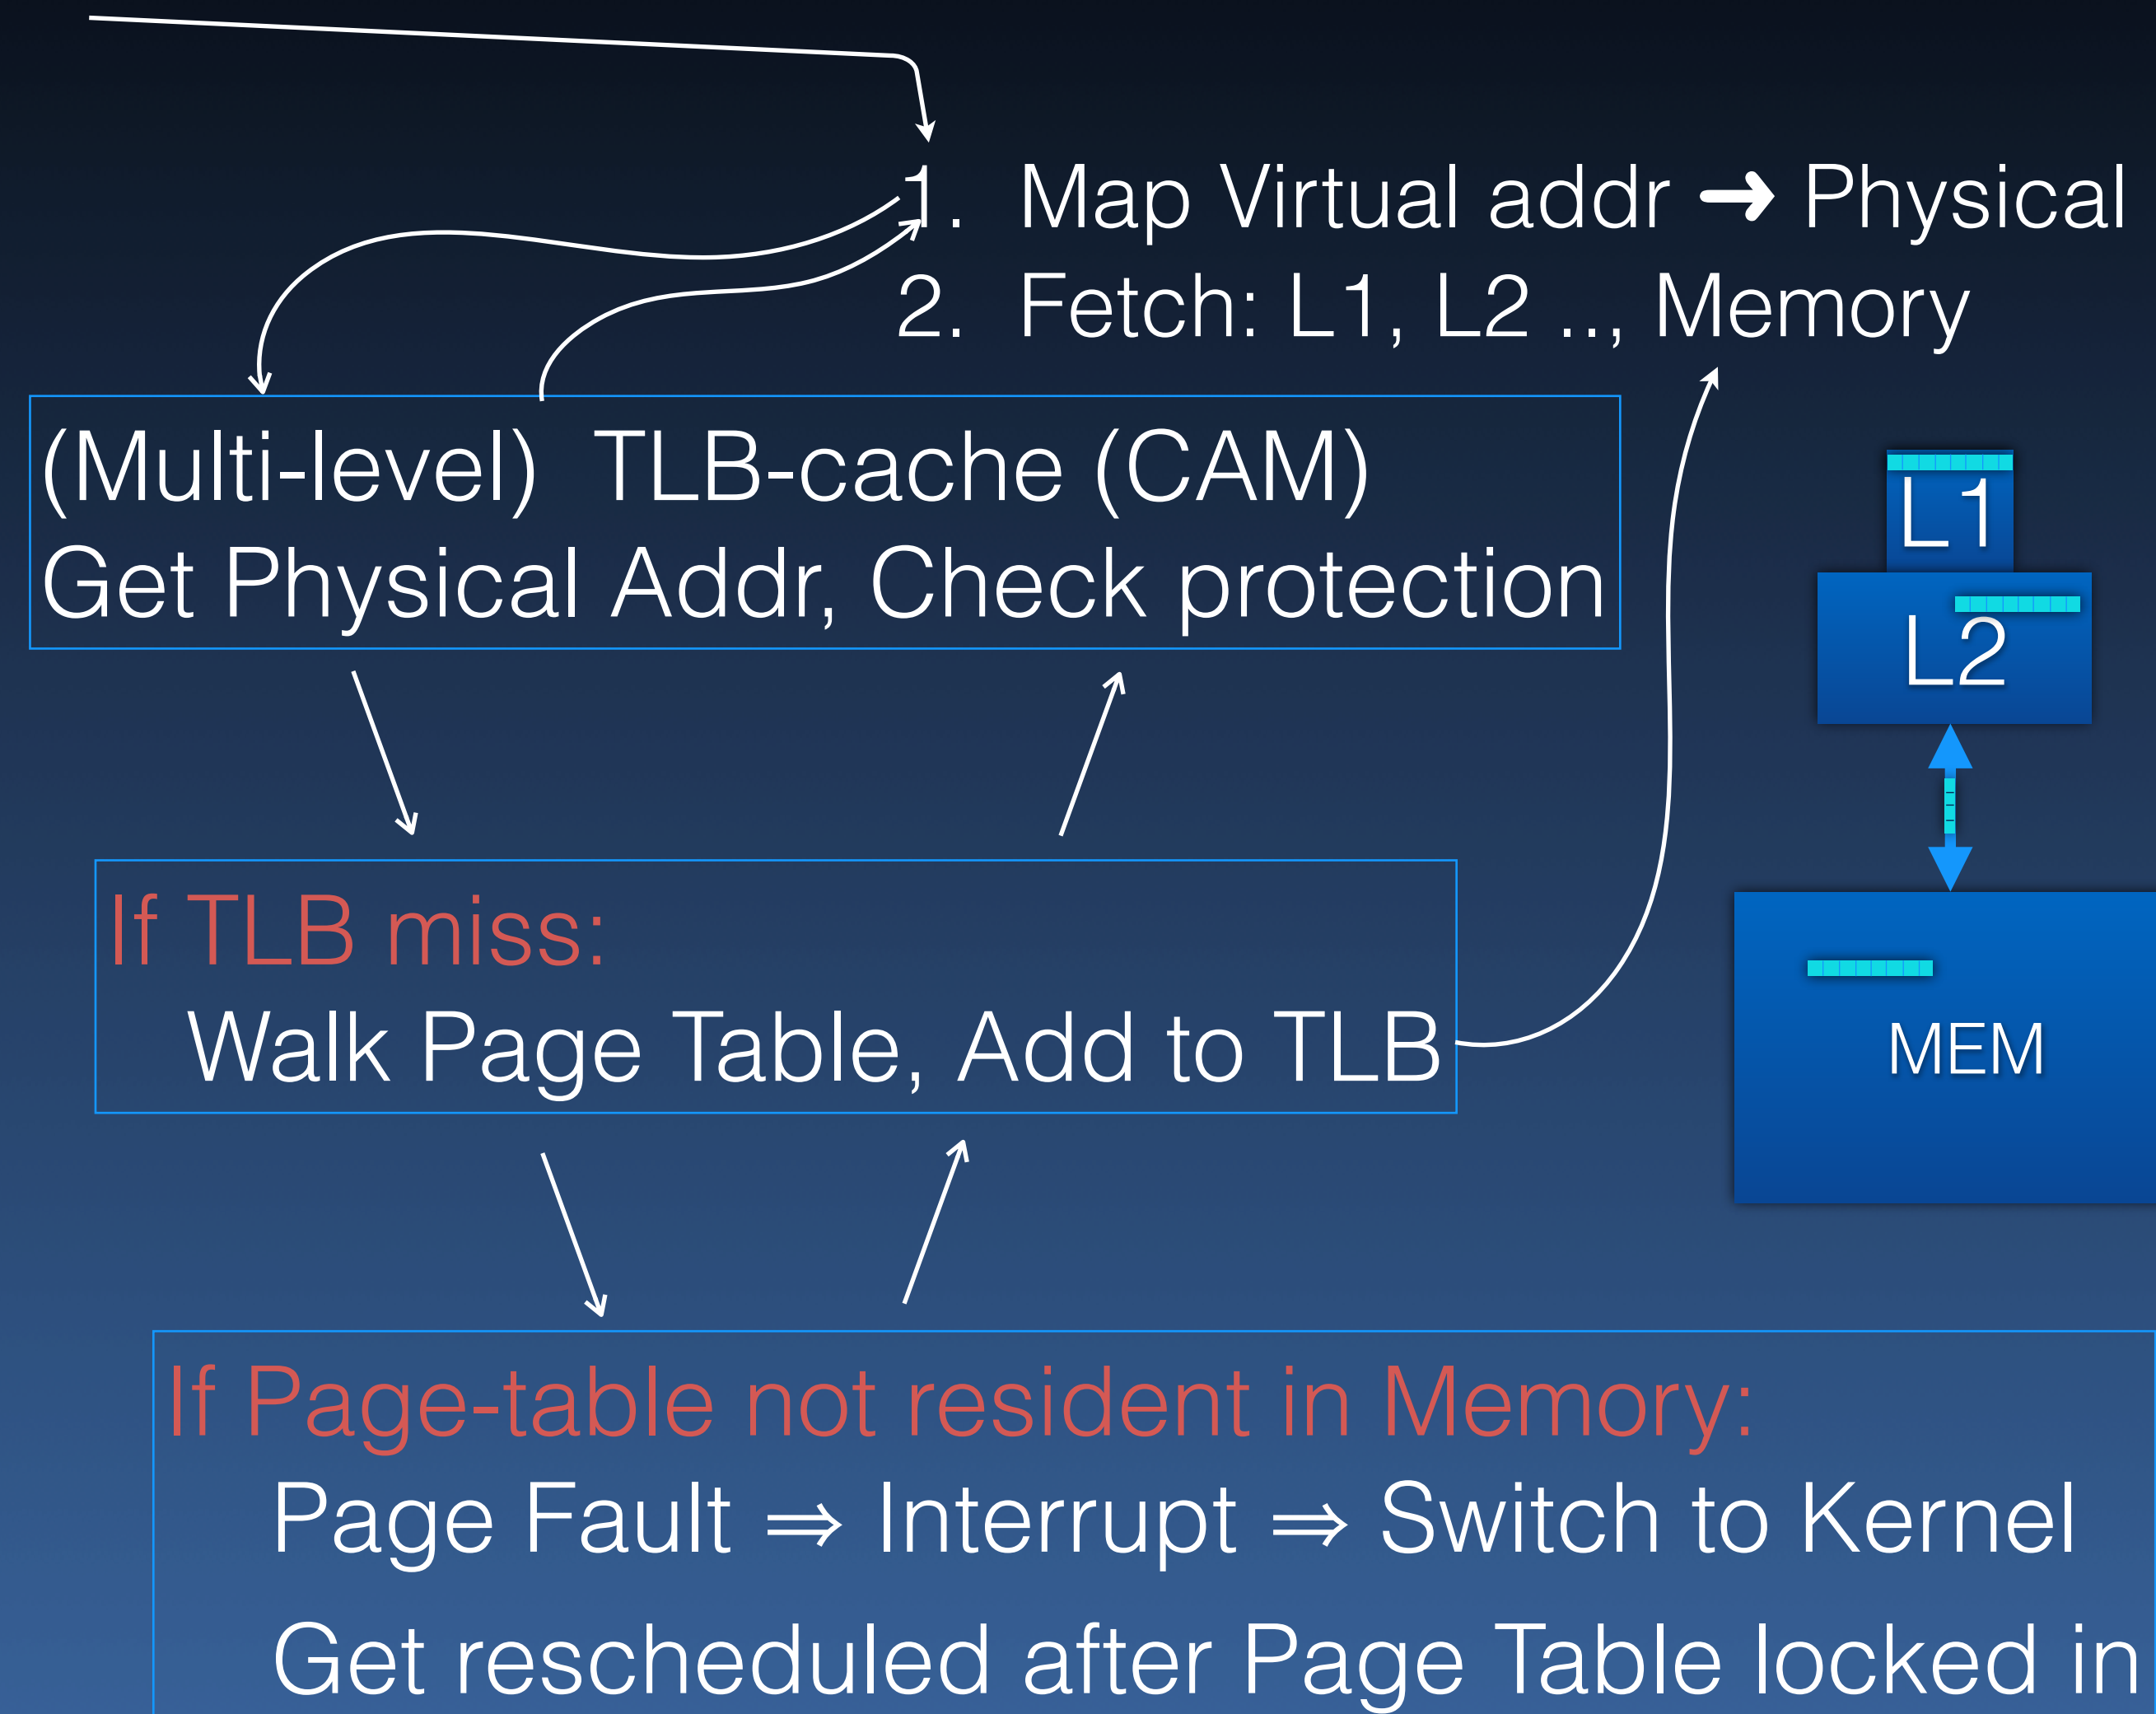 1. Map Virtual addr ➜ Physical
2. Fetch: L1, L2 .., Memory
(Multi-level) TLB-cache (CAM)
Get Physical Addr, Check protection
L1
L2
If TLB miss:
Walk Page Table, Add to TLB
MEM
If Page-table not resident in Memory:
Page Fault ⇒ Interrupt ⇒ Switch to Kernel
Get rescheduled after Page Table locked in